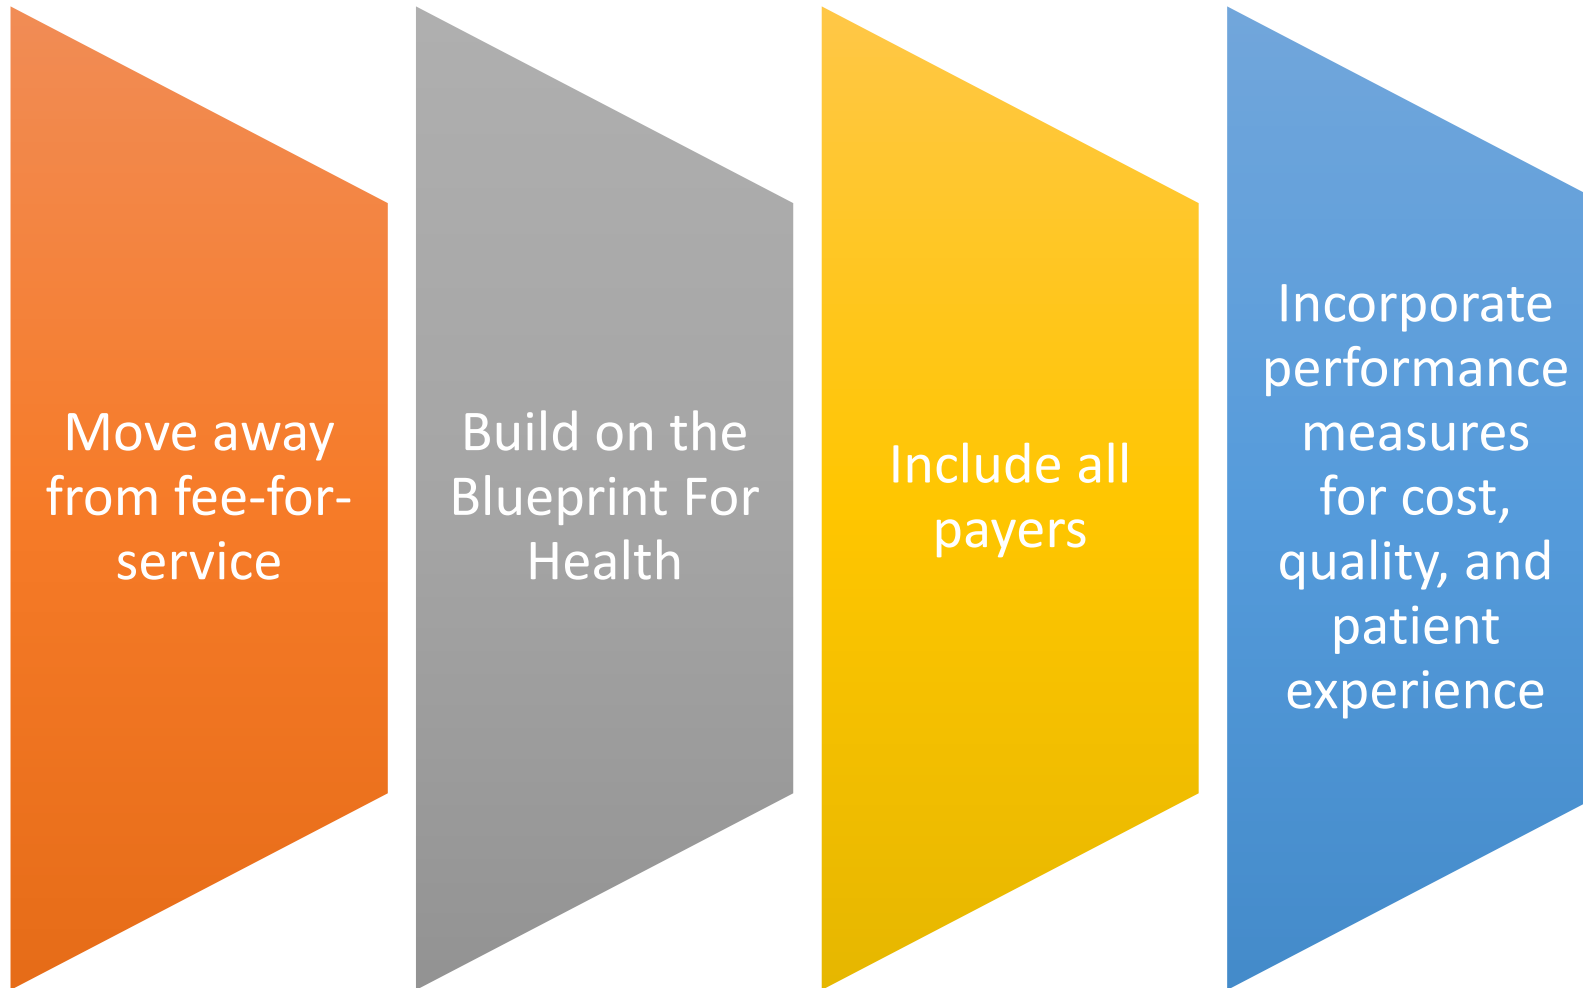 Move away
from fee-for-
service
Build on the
Blueprint For
Health
Include all
payers
Incorporate
performance
measures
for cost,
quality, and
patient
experience